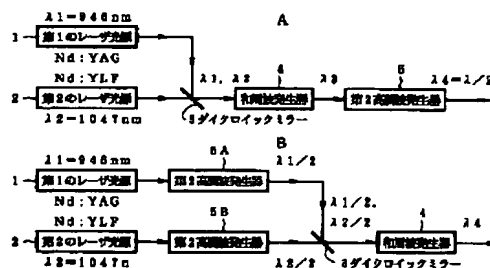 A
λ1=946nm
1 第1のレーザ光源
Nd:YAG
Nd:YLF
2 第2のレーザ光源
λ2=1047nm
λ1, λ2
4
和周波発生器
λ3
5
第2高調波発生器
λ4=λ/2
3ダイクロイックミラー
B
λ1=946nm
1 第1のレーザ光源
Nd:YAG
Nd:YLF
2 第2のレーザ光源
λ2=1047n
5A
第2高調波発生器
λ1/2
5B
第2高調波発生器
λ2/2
λ1/2,
λ2/2
4
和周波発生器
λ4
3ダイクロイックミラー